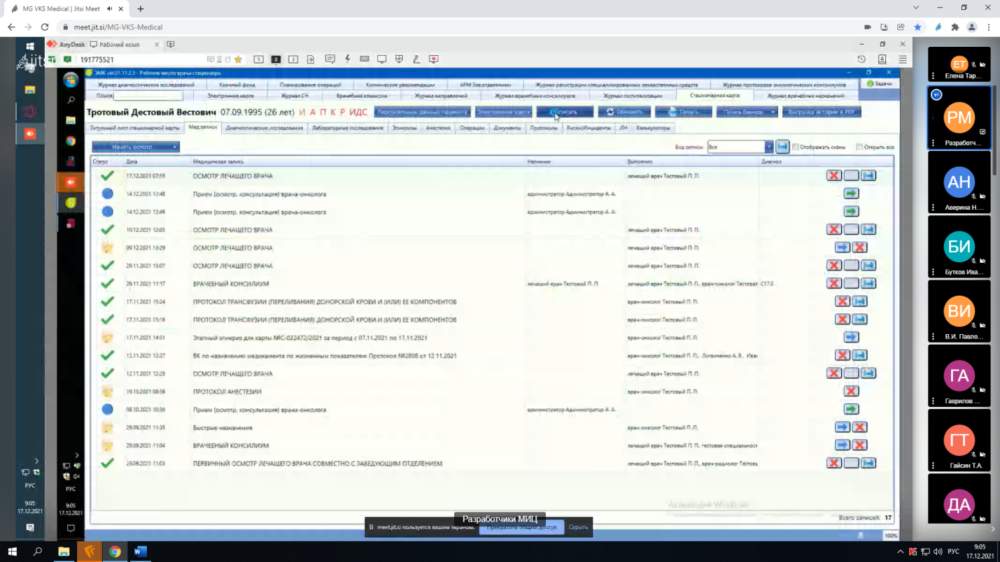 MG VKS Medical | Jitsi Meet
meet.jit.si/MG-VKS-Medical
AnyDesk Рабочий комп
191775521 1 2 3
jitsi
ЭМК ver.21.11.2.5 - Рабочее место врача стационара
Журнал диагностических исследований Коечный фонд Планирование операций Клинические рекомендации АРМ Зав.отделением Журнал регистрации специализированных лекарственных средств Журнал протоколов онкологических консилиумов Задачи
Поиск Электронная карта Журнал СН Врачебная комиссия Журнал направлений Журнал врачебных консилиумов Журнал госпитализации Стационарная карта Журнал врачебных назначений
Тротовый Дестовый Вестович 07.09.1995 (26 лет) И А П К Р ИДС Персональные данные пациента Электронная карта Обновить Печать Печать бланков Выгрузка истории в PDF
Титульный лист стационарной карты Мед.записи Диагностические исследования Лабораторные исследования Эпикризы Анестезия Операции Документы Протоколы Риски/Инциденты ЛН Калькуляторы
Начать осмотр Вид записи: Все Отображать сканы Открыть все
Статус Дата Медицинская запись Назначил Выполнил Диагноз
17.12.2021 07:55 ОСМОТР ЛЕЧАЩЕГО ВРАЧА лечащий врач Тестовый П. П.
14.12.2021 12:48 Прием (осмотр, консультация) врача-онколога администратор Администратор А. А.
14.12.2021 12:46 Прием (осмотр, консультация) врача-онколога администратор Администратор А. А.
10.12.2021 12:05 ОСМОТР ЛЕЧАЩЕГО ВРАЧА лечащий врач Тестовый П. П.
09.12.2021 13:29 ОСМОТР ЛЕЧАЩЕГО ВРАЧА лечащий врач Тестовый П. П.
29.11.2021 15:07 ОСМОТР ЛЕЧАЩЕГО ВРАЧА лечащий врач Тестовый П. П.
29.11.2021 11:17 ВРАЧЕБНЫЙ КОНСИЛИУМ лечащий врач Тестовый П. П. лечащий врач Тестовый П. П., врач-онколог Тестовая С17.0
17.11.2021 15:24 ПРОТОКОЛ ТРАНСФУЗИИ (ПЕРЕЛИВАНИЯ) ДОНОРСКОЙ КРОВИ И (ИЛИ) ЕЕ КОМПОНЕНТОВ врач-онколог Тестовый П. П.
17.11.2021 15:16 ПРОТОКОЛ ТРАНСФУЗИИ (ПЕРЕЛИВАНИЯ) ДОНОРСКОЙ КРОВИ И (ИЛИ) ЕЕ КОМПОНЕНТОВ врач-онколог Тестовый П. П.
17.11.2021 14:31 Этапный эпикриз для карты №RC-022472/2021 за период с 07.11.2021 по 17.11.2021 врач-онколог Тестовый П. П.
12.11.2021 12:27 ВК по назначению медикамента по жизненным показателям: Протокол №2808 от 12.11.2021 врач-онколог Тестовый П. П., Логвиненко А. В., Иван
12.11.2021 12:25 ОСМОТР ЛЕЧАЩЕГО ВРАЧА лечащий врач Тестовый П. П.
19.10.2021 08:56 ПРОТОКОЛ АНЕСТЕЗИИ врач-онколог Тестовый П. П.
08.10.2021 10:36 Прием (осмотр, консультация) врача-онколога администратор Администратор А. А.
29.09.2021 11:35 Быстрые назначения врач-онколог Тестовый П. П.
29.09.2021 11:04 ВРАЧЕБНЫЙ КОНСИЛИУМ лечащий врач Тестовый П. П., тестовая специальност
29.09.2021 11:03 ПЕРВИЧНЫЙ ОСМОТР ЛЕЧАЩЕГО ВРАЧА СОВМЕСТНО С ЗАВЕДУЮЩИМ ОТДЕЛЕНИЕМ лечащий врач Тестовый П. П., врач-радиолог Тестовы
Активация Windows
Всего записей: 17
100%
Разработчики МИЦ
meet.jit.si пользуется вашим экраном. Прекратить общий доступ Скрыть
РУС
9:05
17.12.2021
РУС
9:05
17.12.2021
ЕТ
Елена Тар...
РМ
Разработч...
АН
Аверина Н....
БИ
Бутков Ива...
ВИ
В.И. Павло...
ГА
Гаврилов ...
ГТ
Гайсин Т.А.
ДА
РУС 9:05
17.12.2021